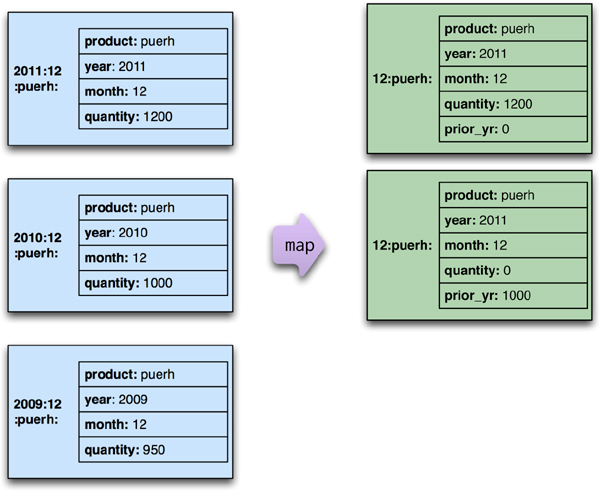 2011:12
:puerh:
product: puerh
year: 2011
month: 12
quantity: 1200
2010:12
:puerh:
product: puerh
year: 2010
month: 12
quantity: 1000
2009:12
:puerh:
product: puerh
year: 2009
month: 12
quantity: 950
map
12:puerh:
product: puerh
year: 2011
month: 12
quantity: 1200
prior_yr: 0
12:puerh:
product: puerh
year: 2011
month: 12
quantity: 0
prior_yr: 1000